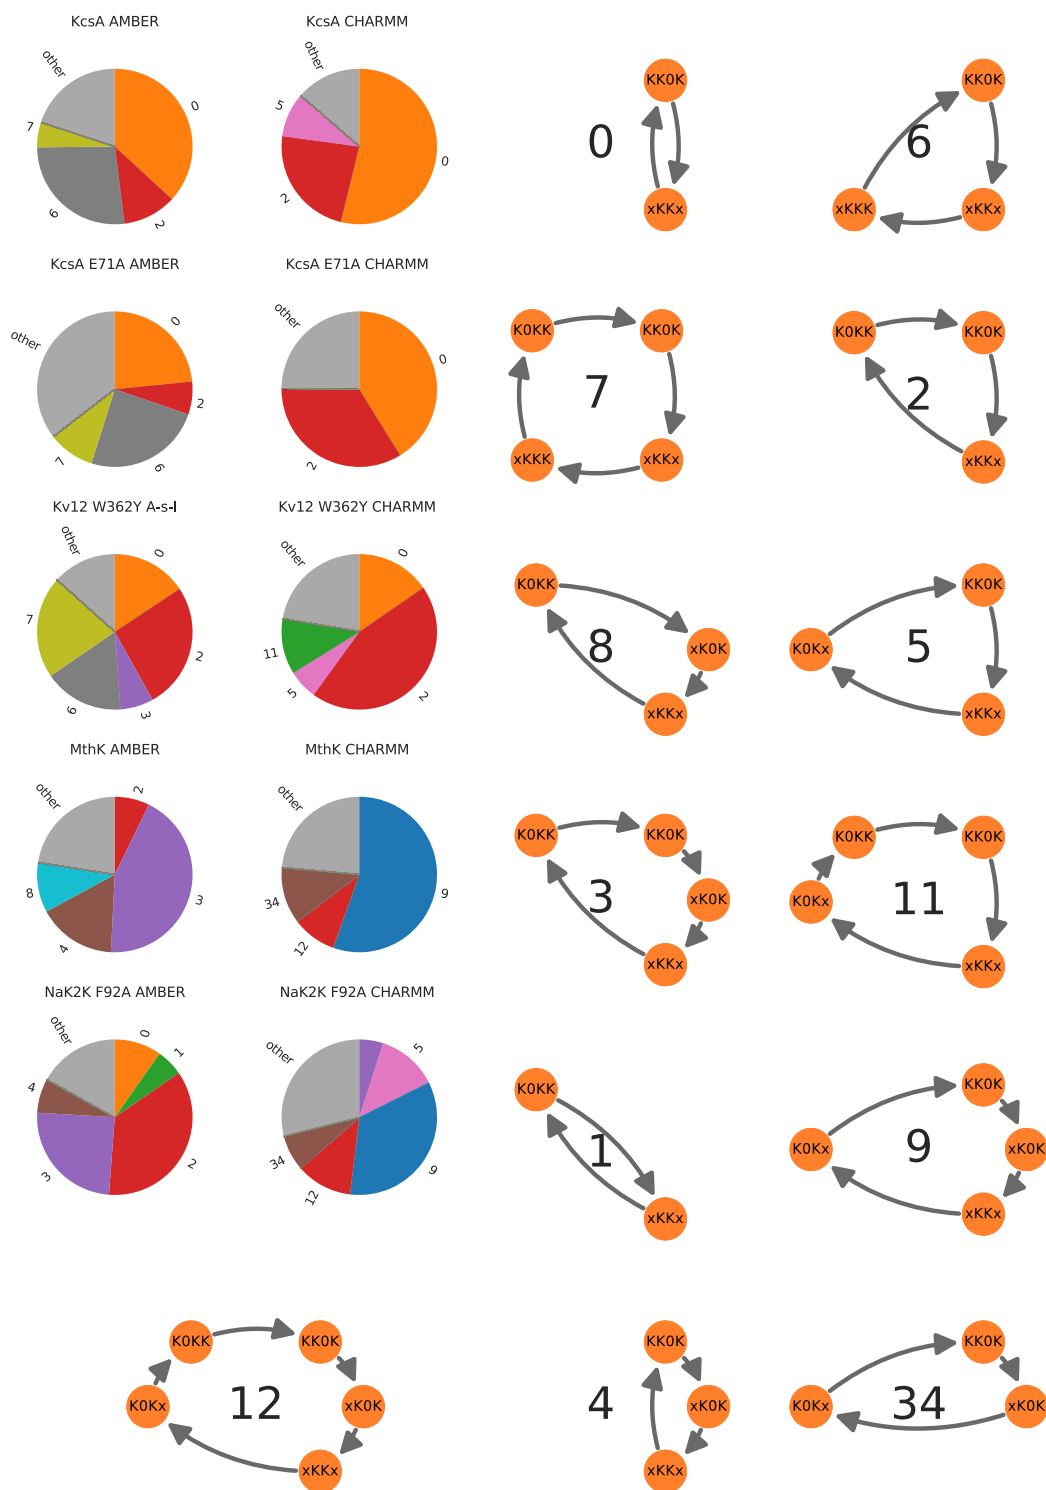 KcsA AMBER
other
0
7
6
2
KcsA CHARMM
other
5
0
2
KK0K
0
xKKx
KK0K
6
xKKK
xKKx
KcsA E71A AMBER
other
0
2
7
6
KcsA E71A CHARMM
other
0
2
K0KK
KK0K
7
xKKK
xKKx
K0KK
KK0K
2
xKKx
Kv12 W362Y A-s-l
other
0
7
2
6
3
Kv12 W362Y CHARMM
other
0
11
5
2
K0KK
8
xK0K
xKKx
KK0K
K0Kx
5
xKKx
MthK AMBER
other
2
8
3
4
MthK CHARMM
other
9
34
12
K0KK
KK0K
3
xK0K
xKKx
K0KK
KK0K
K0Kx
11
xKKx
NaK2K F92A AMBER
other
0
1
4
3
2
NaK2K F92A CHARMM
other
5
34
12
9
K0KK
1
xKKx
KK0K
K0Kx
9
xK0K
xKKx
K0KK
KK0K
K0Kx
12
xK0K
xKKx
KK0K
4
xK0K
xKKx
KK0K
K0Kx
34
xK0K